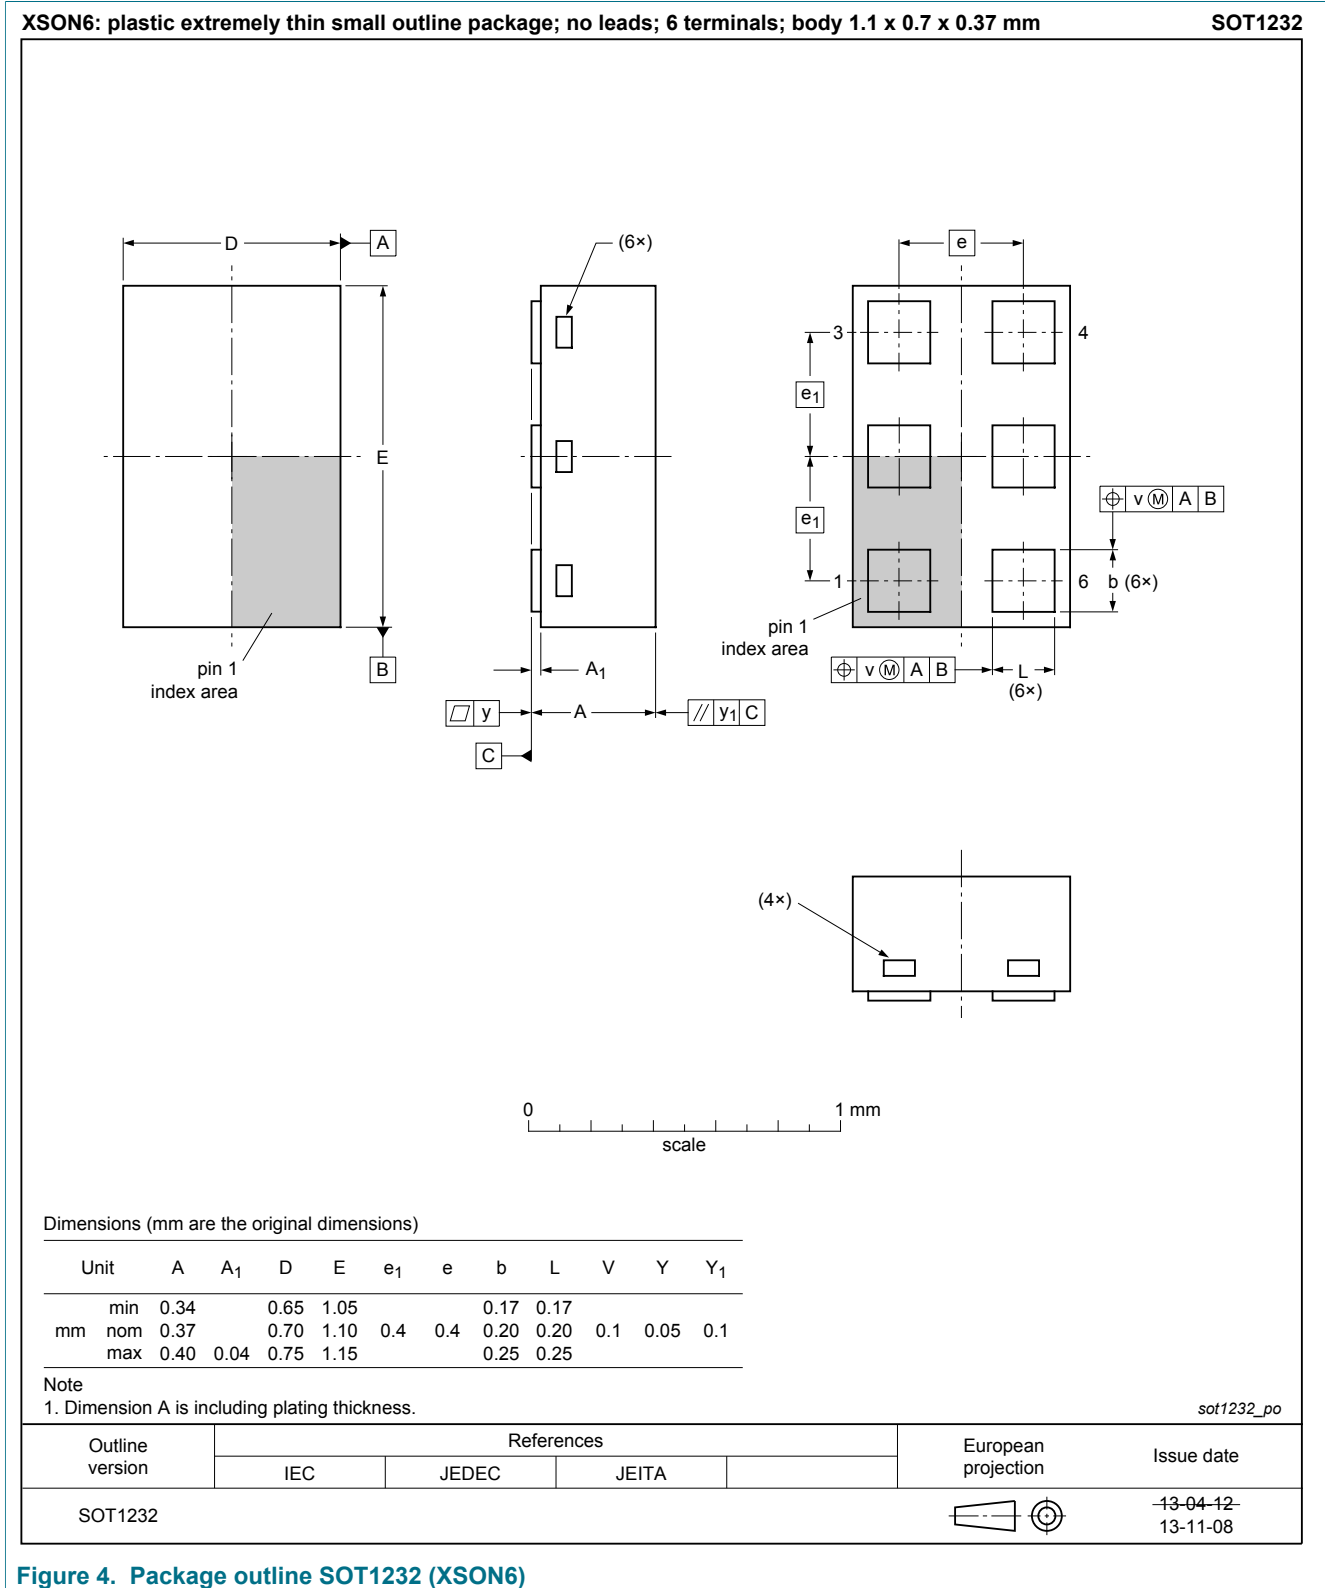 XSON6: plastic extremely thin small outline package; no leads; 6 terminals; body 1.1 x 0.7 x 0.37 mm SOT1232
D A (6×) e
3 4
e1
E
e1
v M A B
1 6 b (6×)
pin 1
index area
pin 1
index area
B
A1
v M A B L
(6×)
y A // y1 C
C
(4×)
0 1 mm
scale
Dimensions (mm are the original dimensions)
Unit A A1 D E e1 e b L V Y Y1
min 0.34 0.65 1.05 0.17 0.17
mm nom 0.37 0.70 1.10 0.4 0.4 0.20 0.20 0.1 0.05 0.1
max 0.40 0.04 0.75 1.15 0.25 0.25
Note
1. Dimension A is including plating thickness. sot1232_po
Outline version References European projection Issue date
IEC JEDEC JEITA
SOT1232 13-04-12
13-11-08
Figure 4. Package outline SOT1232 (XSON6)